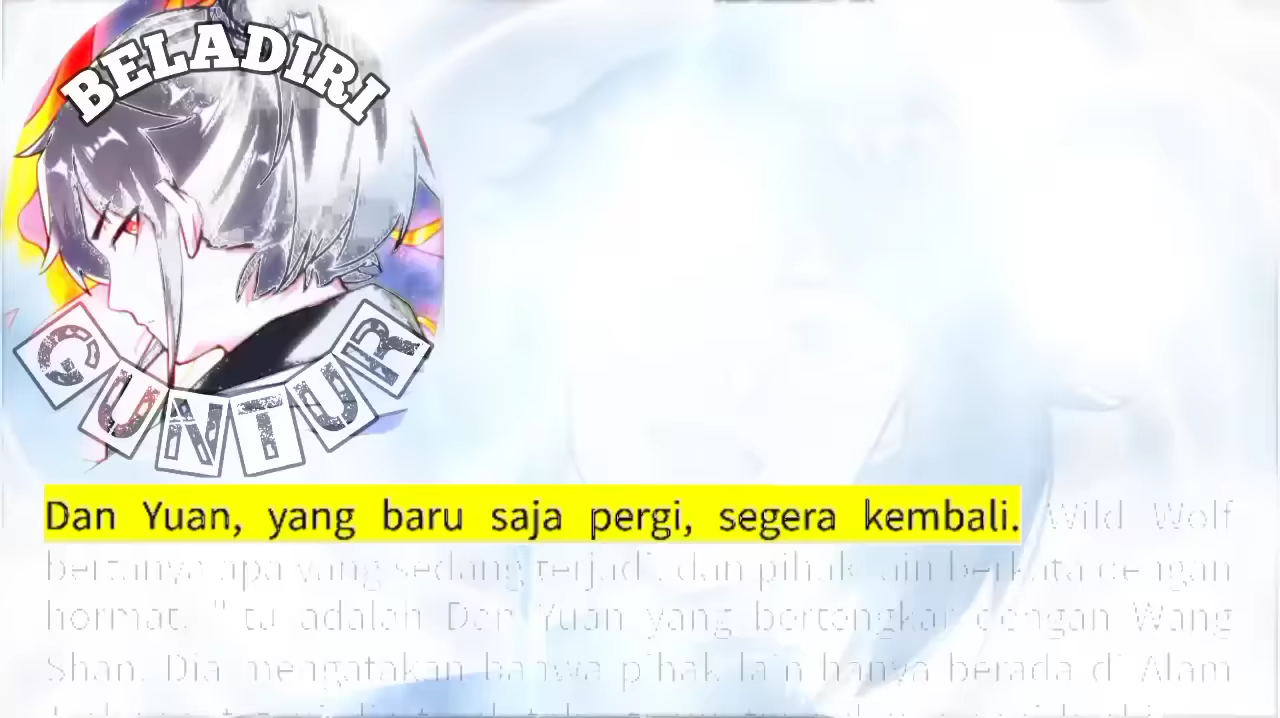 BELADIRI
GUNTUR
Dan Yuan, yang baru saja pergi, segera kembali. Wild Wolf
bertanya apa yang sedang terjadi, dan pihak lain berkata dengan
hormat, "Itu adalah Dan Yuan yang bertengkar dengan Wang
Shan. Dia mengatakan bahwa pihak lain hanya berada di Alam